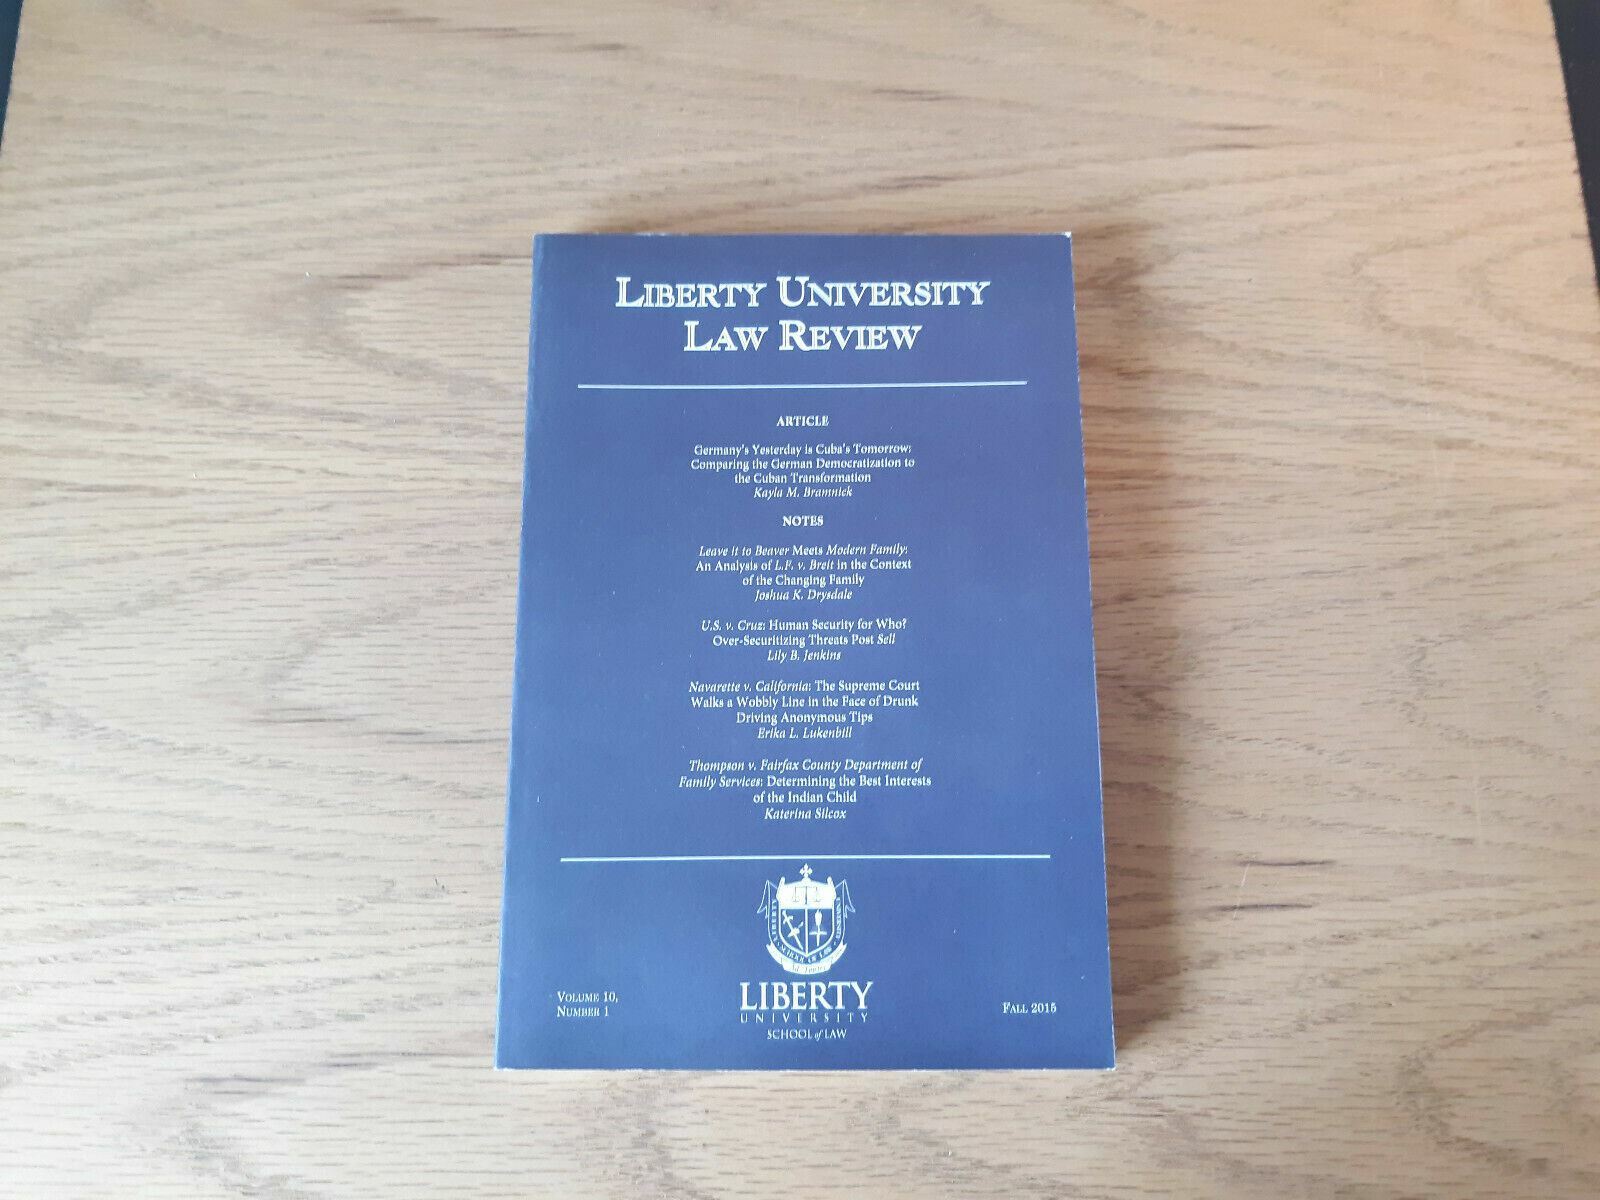 LIBERTY UNIVERSITY
LAW REVIEW
ARTICLE
Germany's Yesterday is Cuba's Tomorrow:
Comparing the German Democratization to
the Cuban Transformation
Kayla M. Bramnick
NOTES
Leave it to Beaver Meets Modern Family:
An Analysis of L.F. v. Breit in the Context
of the Changing Family
Joshua K. Drysdale
U.S. v. Cruz: Human Security for Who?
Over-Securitizing Threats Post Sell
Lily B. Jenkins
Navarette v. California: The Supreme Court
Walks a Wobbly Line in the Face of Drunk
Driving Anonymous Tips
Erika L. Lukenbill
Thompson v. Fairfax County Department of
Family Services: Determining the Best Interests
of the Indian Child
Katerina Silcox
LIBERTY
UNIVERSITY
SCHOOL OF LAW
VOLUME 10,
NUMBER 1
LIBERTY
UNIVERSITY
SCHOOL of LAW
FALL 2015